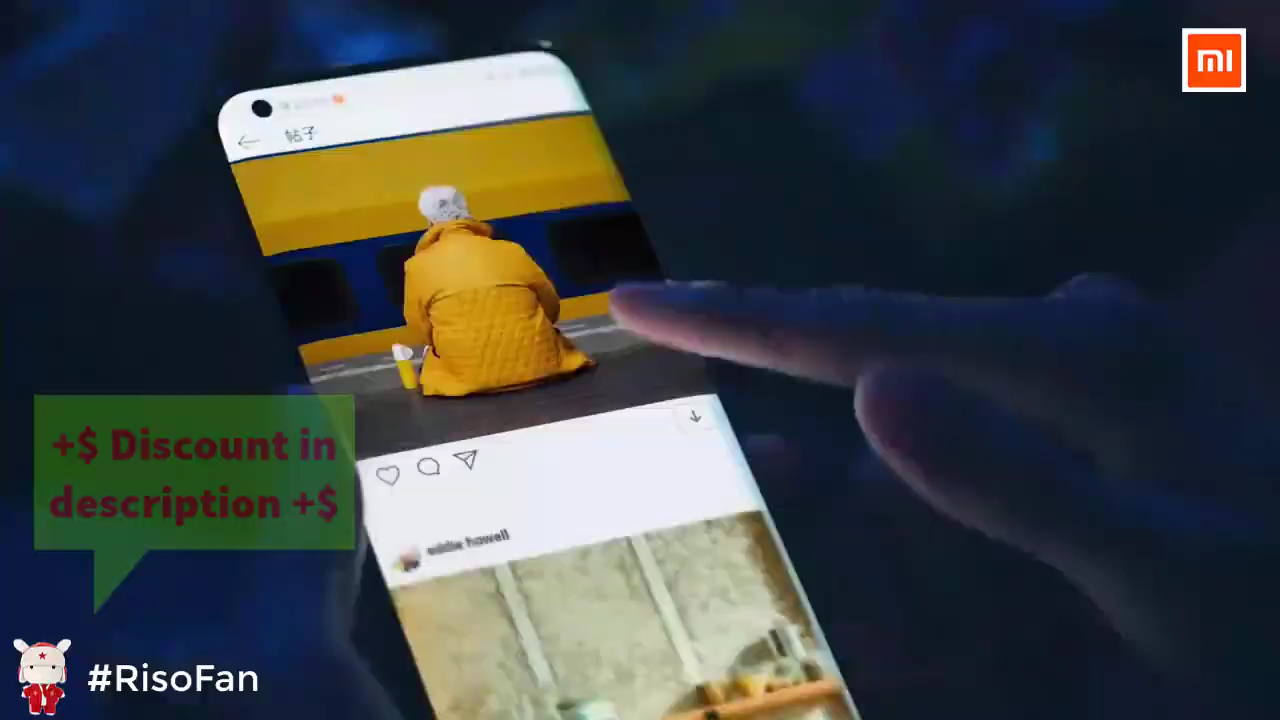 mi
帖子
+$ Discount in
description +$
eddie howell
#RisoFan